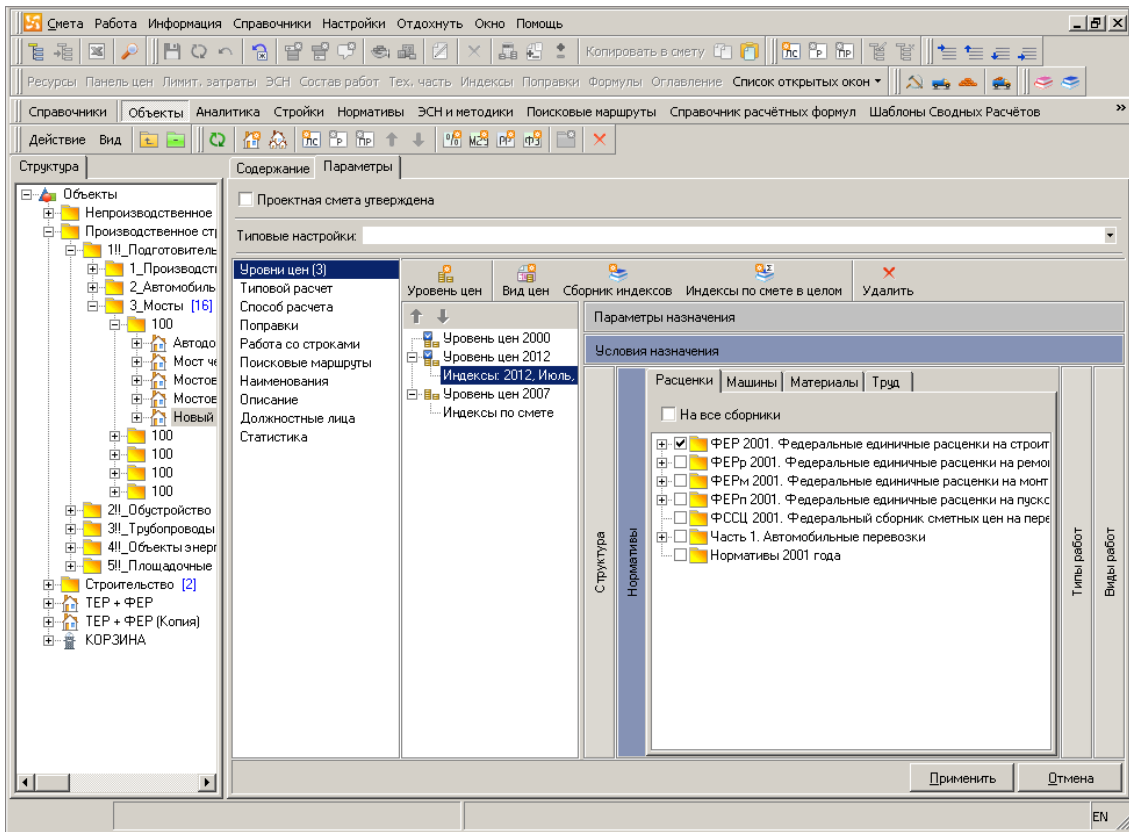 Смета Работа Информация Справочники Настройки Отдохнуть Окно Помощь
Копировать в смету
Ресурсы Панель цен Лимит. затраты ЭСН Состав работ Тех. часть Индексы Поправки Формулы Оглавление Список открытых окон
Справочники Объекты Аналитика Стройки Нормативы ЭСН и методики Поисковые маршруты Справочник расчётных формул Шаблоны Сводных Расчётов »
Действие Вид
Структура
Содержание Параметры
Объекты
Непроизводственное
Производственное стр
1!!_Подготовитель
1_Производсті
2_Автомобиль
3_Мосты [16]
100
Автодо
Мост че
Мостов
Мостов
Новый
100
100
100
100
2!!_Обустройство
3!!_Трубопроводы
4!!_Объекты энерг
5!!_Площадочные
Строительство [2]
ТЕР + ФЕР
ТЕР + ФЕР (Копия)
КОРЗИНА
Проектная смета утверждена
Типовые настройки:
Уровни цен (3)
Типовой расчет
Способ расчета
Поправки
Работа со строками
Поисковые маршруты
Наименования
Описание
Должностные лица
Статистика
Уровень цен Вид цен Сборник индексов Индексы по смете в целом Удалить
Уровень цен 2000
Уровень цен 2012
Индексы: 2012, Июль,
Уровень цен 2007
Индексы по смете
Параметры назначения
Условия назначения
Структура
Нормативы
Расценки Машины Материалы Труд
На все сборники
ФЕР 2001. Федеральные единичные расценки на строит
ФЕРр 2001. Федеральные единичные расценки на ремо
ФЕРм 2001. Федеральные единичные расценки на монт
ФЕРп 2001. Федеральные единичные расценки на пуско
ФССЦ 2001. Федеральный сборник сметных цен на пере
Часть 1. Автомобильные перевозки
Нормативы 2001 года
Типы работ
Виды работ
Применить Отмена
EN